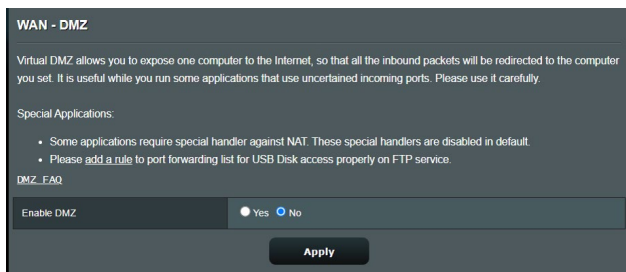 WAN - DMZ
Virtual DMZ allows you to expose one computer to the Internet, so that all the inbound packets will be redirected to the computer
you set. It is useful while you run some applications that use uncertained incoming ports. Please use it carefully.
Special Applications:
• Some applications require special handler against NAT. These special handlers are disabled in default.
• Please add a rule to port forwarding list for USB Disk access properly on FTP service.
DMZ FAQ
Enable DMZ Yes No
Apply